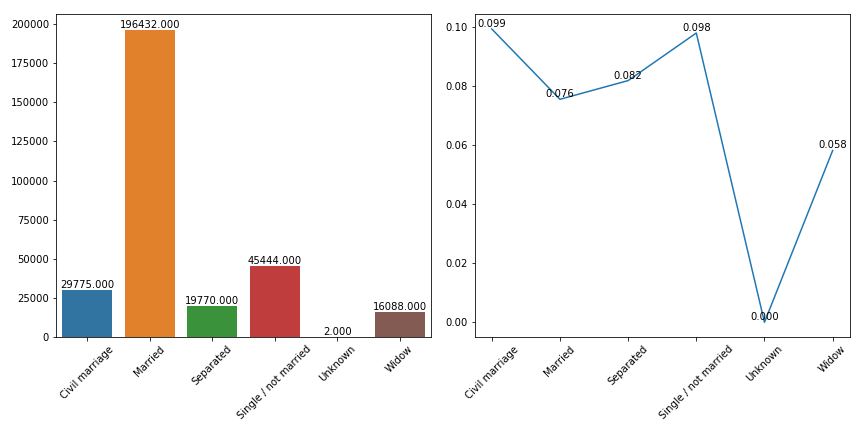 200000
175000
150000
125000
100000
75000
50000
25000
0
29775.000
196432.000
19770.000
45444.000
2.000
16088.000
Civil marriage
Married
Separated
Single / not married
Unknown
Widow
0.10
0.08
0.06
0.04
0.02
0.00
0.099
0.076
0.082
0.098
0.000
0.058
Civil marriage
Married
Separated
Single / not married
Unknown
Widow